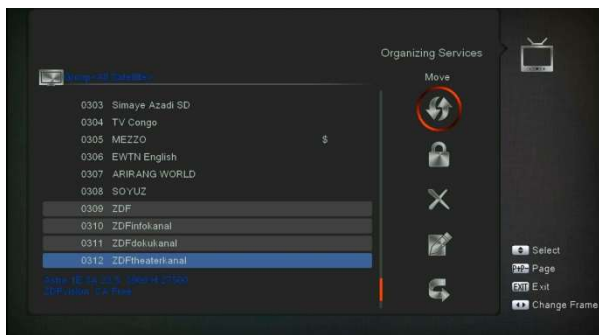 Organizing Services
Move
0303 Simaye Azadi SD
0304 TV Congo
0305 MEZZO $
0306 EWTN English
0307 ARIRANG WORLD
0308 SOYUZ
0309 ZDF
0310 ZDFinfokanal
0311 ZDFdokukanal
0312 ZDFtheaterkanal
Select
Page
EXIT Exit
Change Frame